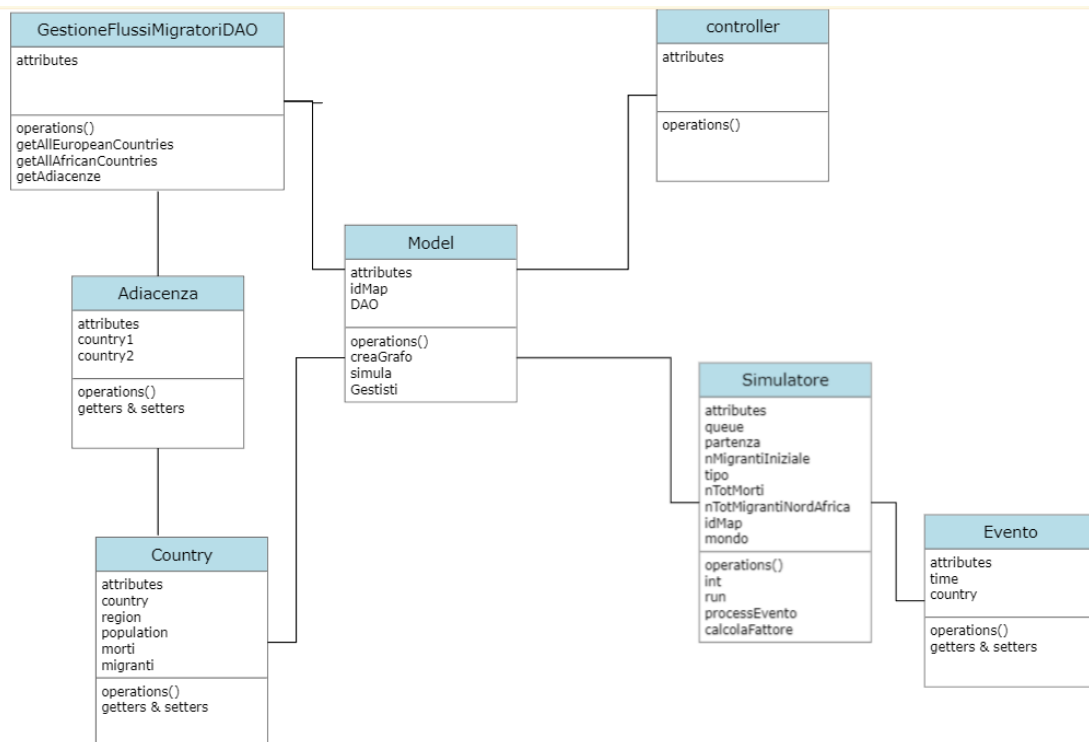 GestioneFlussiMigratoriDAO
attributes
operations()
getAllEuropeanCountries
getAllAfricanCountries
getAdiacenze
controller
attributes
operations()
Model
attributes
idMap
DAO
operations()
creaGrafo
simula
Gestisti
Adiacenza
attributes
country1
country2
operations()
getters & setters
Simulatore
attributes
queue
partenza
nMigrantiIniziale
tipo
nTotMorti
nTotMigrantiNordAfrica
idMap
mondo
operations()
int
run
processEvento
calcolaFattore
Evento
attributes
time
country
operations()
getters & setters
Country
attributes
country
region
population
morti
migranti
operations()
getters & setters